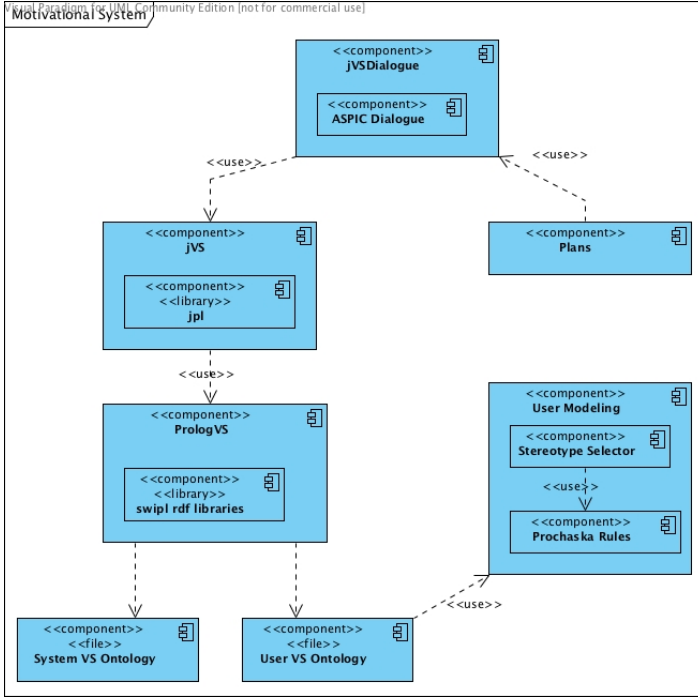 Visual Paradigm for UML Community Edition [not for commercial use]
Motivational System
<<component>>
jVSDialogue
<<component>>
ASPIC Dialogue
<<use>>
<<use>>
<<component>>
jVS
<<component>>
<<library>>
jpl
<<component>>
Plans
<<use>>
<<component>>
PrologVS
<<component>>
<<library>>
swipl rdf libraries
<<component>>
User Modeling
<<component>>
Stereotype Selector
<<use>>
<<component>>
Prochaska Rules
<<use>>
<<component>>
<<file>>
System VS Ontology
<<component>>
<<file>>
User VS Ontology